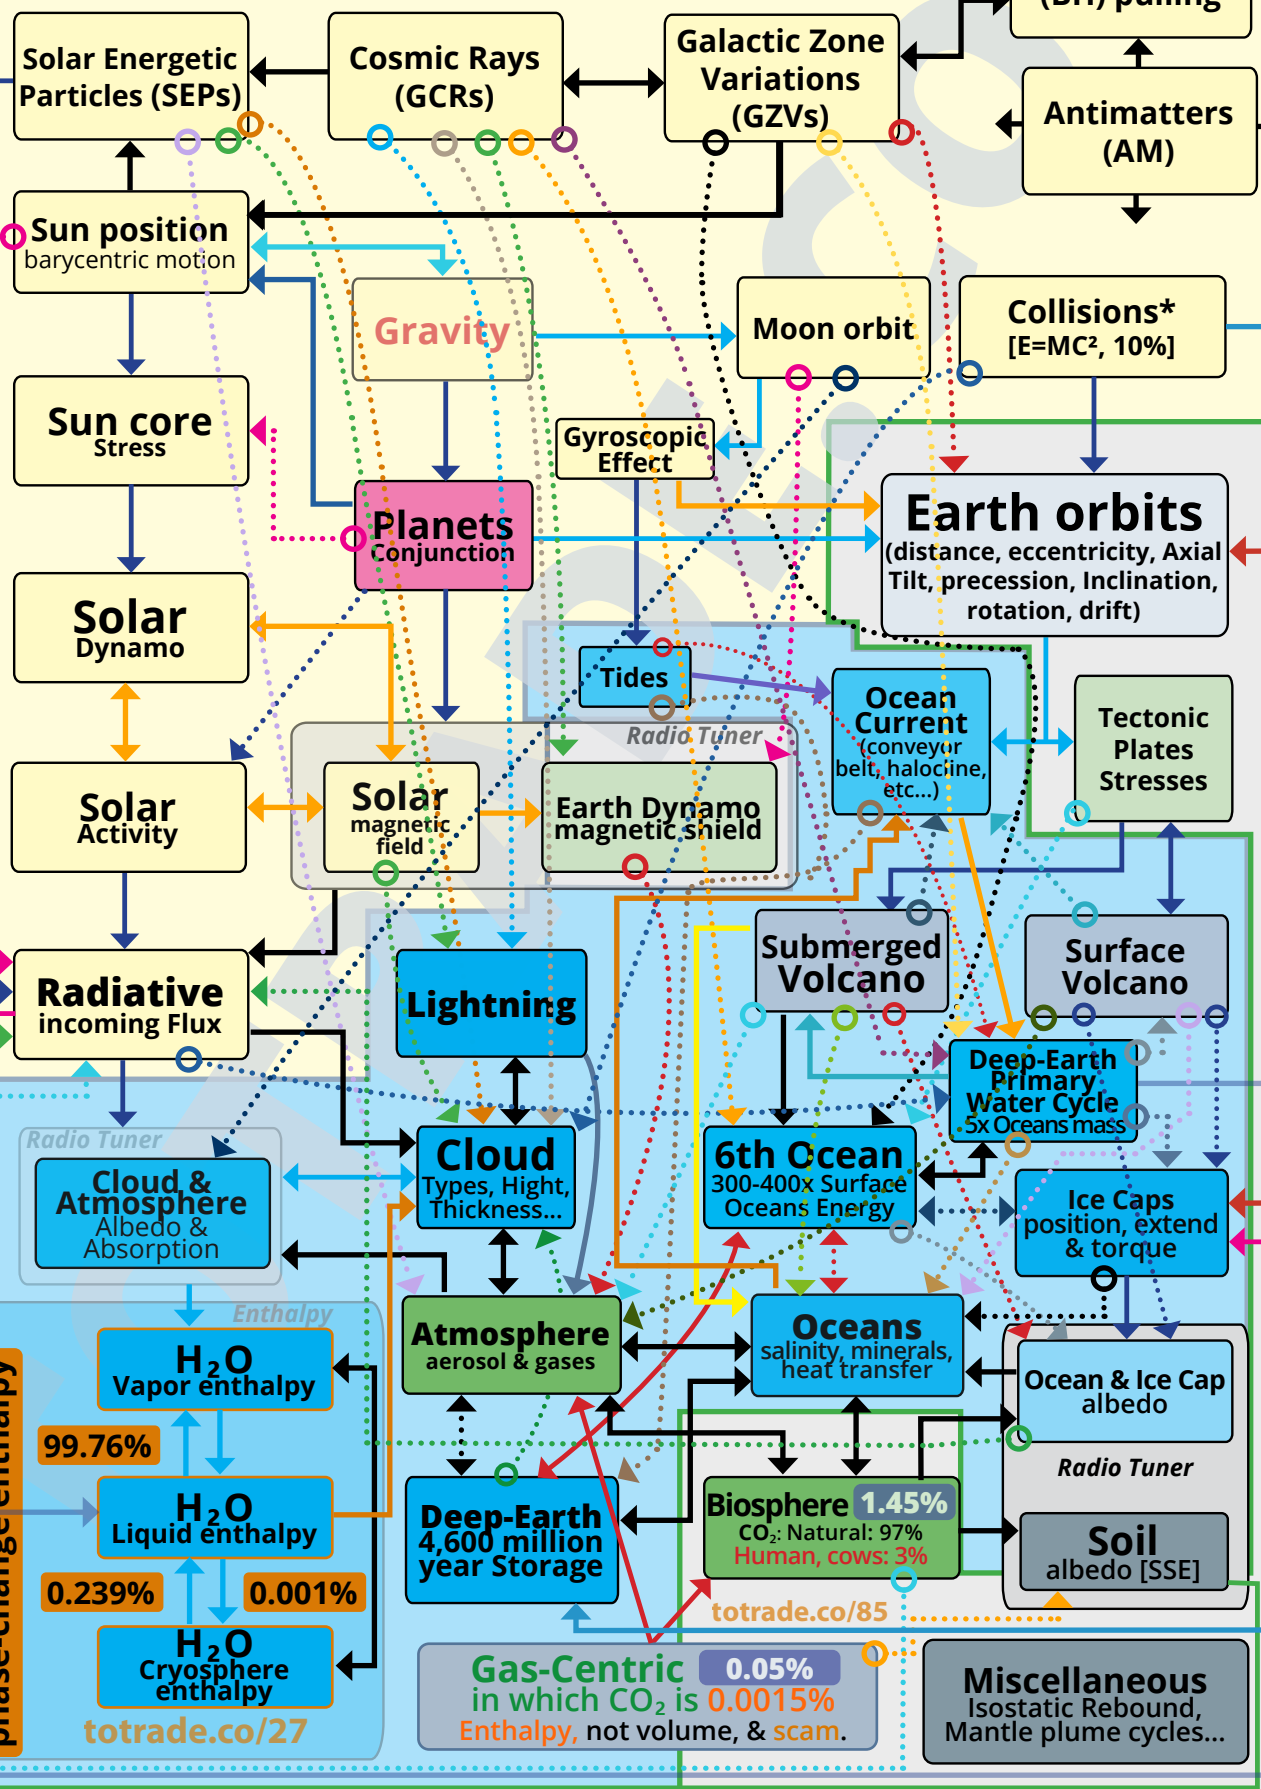 (BH) pulling
Solar Energetic
Particles (SEPs)
Cosmic Rays
(GCRs)
Galactic Zone
Variations
(GZVs)
Antimatters
(AM)
Sun position
barycentric motion
Gravity
Moon orbit
Collisions*
[E=MC², 10%]
Sun core
Stress
Gyroscopic
Effect
Planets
Conjunction
Earth orbits
(distance, eccentricity, Axial
Tilt, precession, Inclination,
rotation, drift)
Solar
Dynamo
Tides
Ocean
Current
(conveyor
belt, halocline,
etc...)
Tectonic
Plates
Stresses
Radio Tuner
Solar
Activity
Solar
magnetic
field
Earth Dynamo
magnetic shield
Submerged
Volcano
Surface
Volcano
Radiative
incoming Flux
Lightning
Deep-Earth
Primary
Water Cycle
5x Oceans mass
Radio Tuner
Cloud &
Atmosphere
Albedo &
Absorption
Cloud
Types, Hight,
Thickness...
6th Ocean
300-400x Surface
Oceans Energy
Ice Caps
position, extend
& torque
Enthalpy
H₂O
Vapor enthalpy
Atmosphere
aerosol & gases
Oceans
salinity, minerals,
heat transfer
Ocean & Ice Cap
albedo
Radio Tuner
99.76%
phase-change enthalpy
H₂O
Liquid enthalpy
Deep-Earth
4,600 million
year Storage
Biosphere 1.45%
CO₂: Natural: 97%
Human, cows: 3%
Soil
albedo [SSE]
0.239%
0.001%
totrade.co/85
H₂O
Cryosphere
enthalpy
totrade.co/27
Gas-Centric 0.05%
in which CO₂ is 0.0015%
Enthalpy, not volume, & scam.
Miscellaneous
Isostatic Rebound,
Mantle plume cycles...